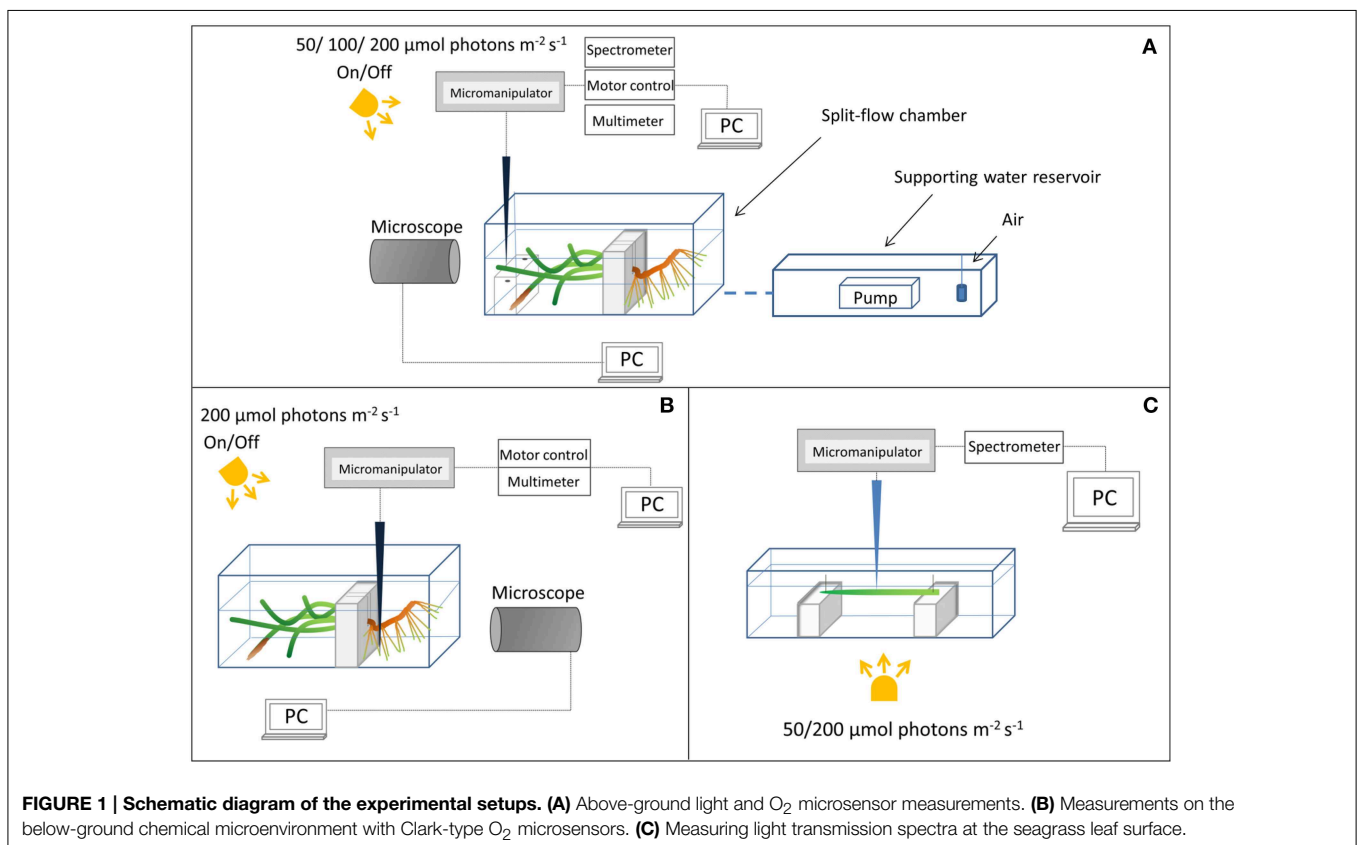 50/ 100/ 200 µmol photons m⁻² s⁻¹
On/Off
A
Spectrometer
Micromanipulator
Motor control
Multimeter
PC
Split-flow chamber
Supporting water reservoir
Air
Microscope
Pump
PC
B
200 µmol photons m⁻² s⁻¹
On/Off
Micromanipulator
Motor control
Multimeter
PC
Microscope
PC
C
Micromanipulator
Spectrometer
PC
50/200 µmol photons m⁻² s⁻¹
FIGURE 1 | Schematic diagram of the experimental setups. (A) Above-ground light and O₂ microsensor measurements. (B) Measurements on the
below-ground chemical microenvironment with Clark-type O₂ microsensors. (C) Measuring light transmission spectra at the seagrass leaf surface.